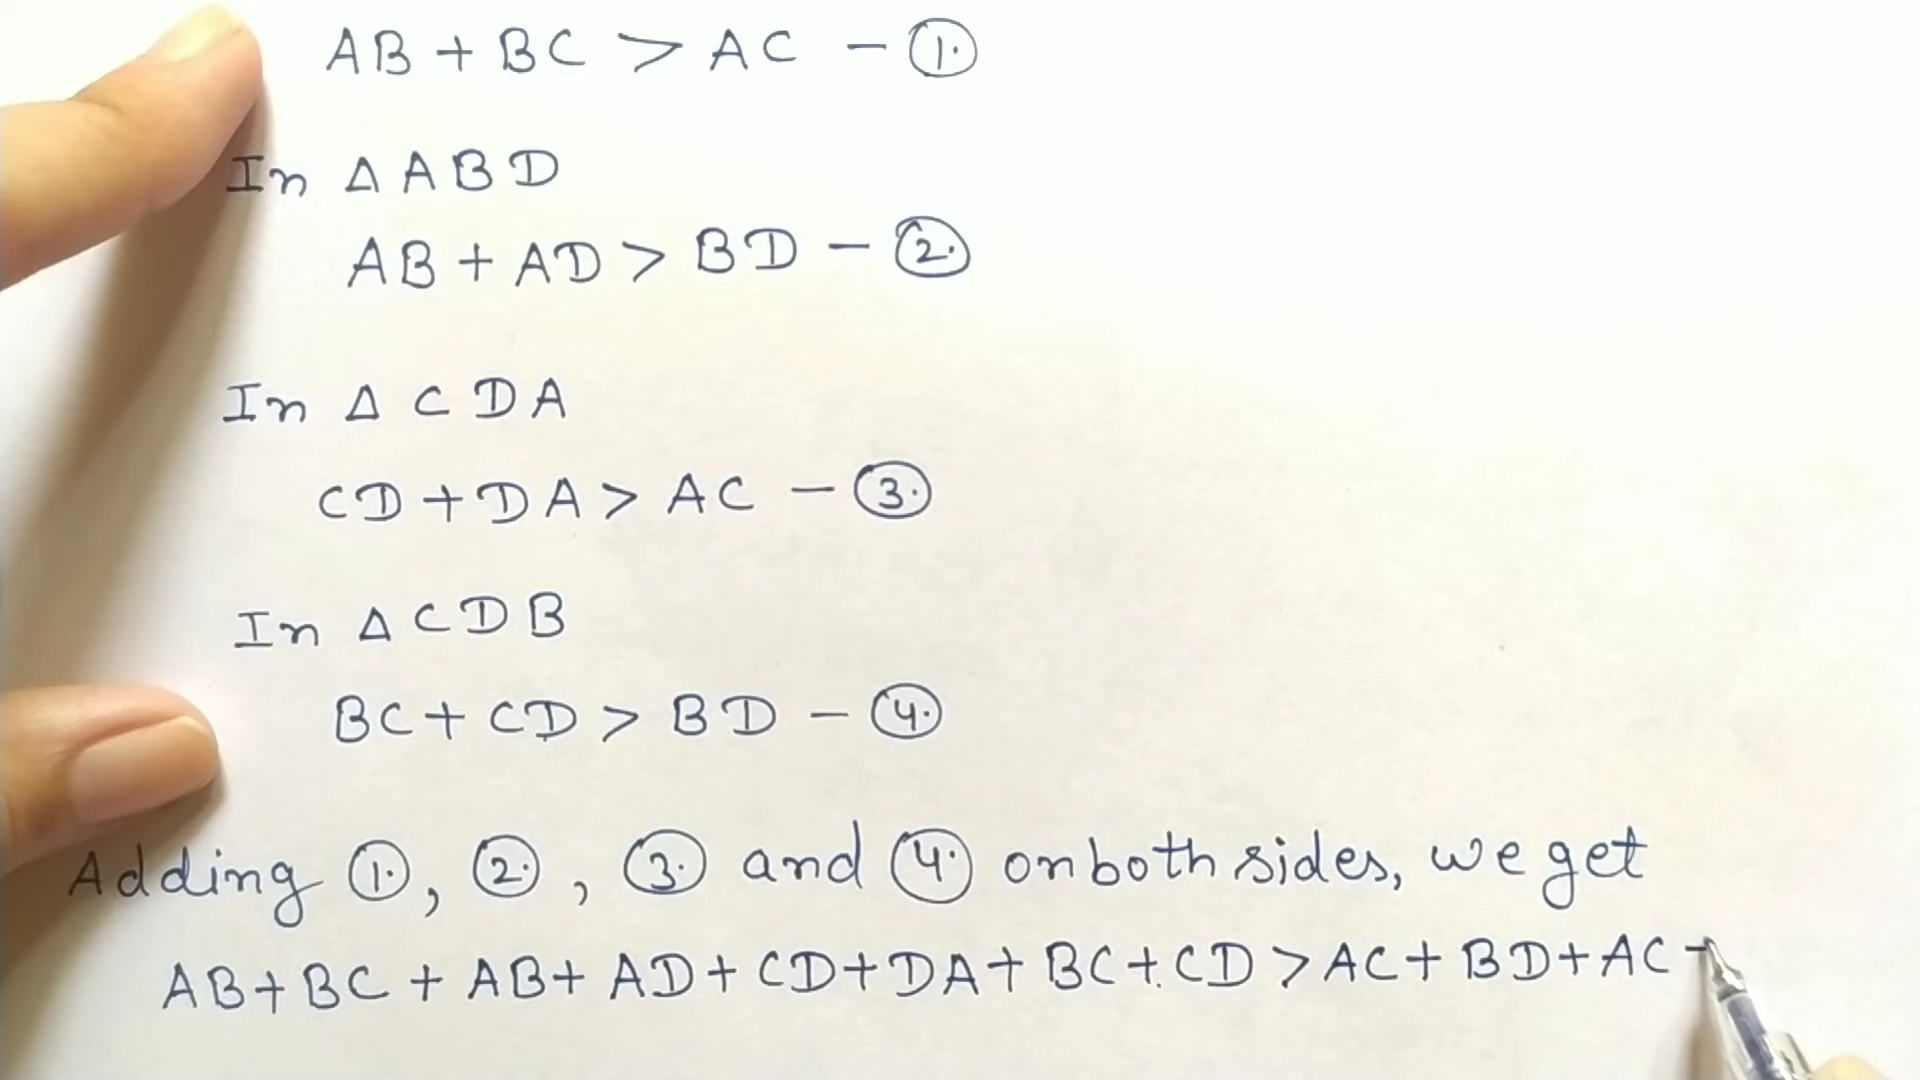 AB + BC > AC - ①.
In Δ ABD
AB + AD > BD - ②.
In Δ CDA
CD + DA > AC - ③.
In Δ CDB
BC + CD > BD - ④.
Adding ①., ②., ③. and ④. on both sides, we get
AB + BC + AB + AD + CD + DA + BC + CD > AC + BD + AC -